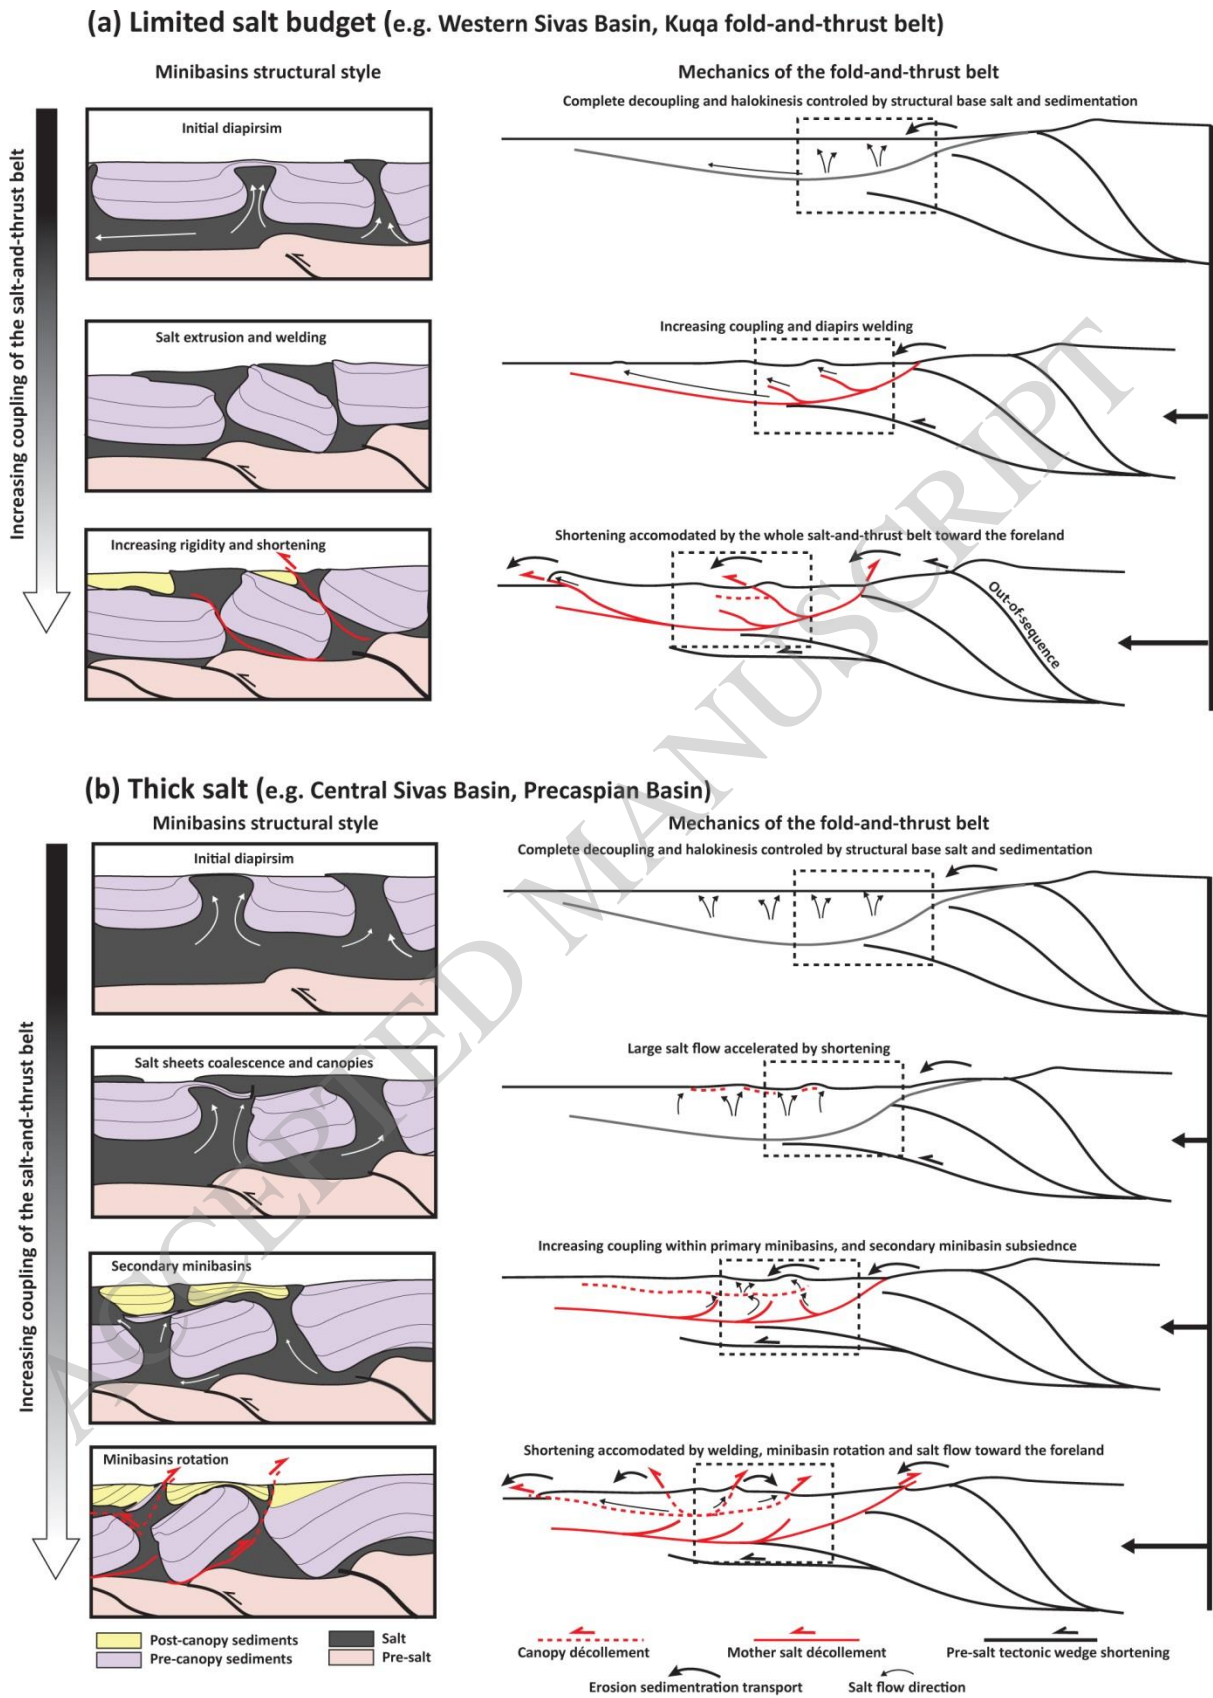 (a) Limited salt budget (e.g. Western Sivas Basin, Kuqa fold-and-thrust belt)
Minibasins structural style
Mechanics of the fold-and-thrust belt
Increasing coupling of the salt-and-thrust belt
Initial diapirsim
Complete decoupling and halokinesis controled by structural base salt and sedimentation
Salt extrusion and welding
Increasing coupling and diapirs welding
Increasing rigidity and shortening
Shortening accomodated by the whole salt-and-thrust belt toward the foreland
Out-of-sequence
(b) Thick salt (e.g. Central Sivas Basin, Precaspian Basin)
Minibasins structural style
Mechanics of the fold-and-thrust belt
Increasing coupling of the salt-and-thrust belt
Initial diapirsim
Complete decoupling and halokinesis controled by structural base salt and sedimentation
Salt sheets coalescence and canopies
Large salt flow accelerated by shortening
Secondary minibasins
Increasing coupling within primary minibasins, and secondary minibasin subsiednce
Minibasins rotation
Shortening accomodated by welding, minibasin rotation and salt flow toward the foreland
Post-canopy sediments
Salt
Pre-canopy sediments
Pre-salt
Canopy décollement
Mother salt décollement
Pre-salt tectonic wedge shortening
Erosion sedimentration transport
Salt flow direction
ACCEPTED MANUSCRIPT